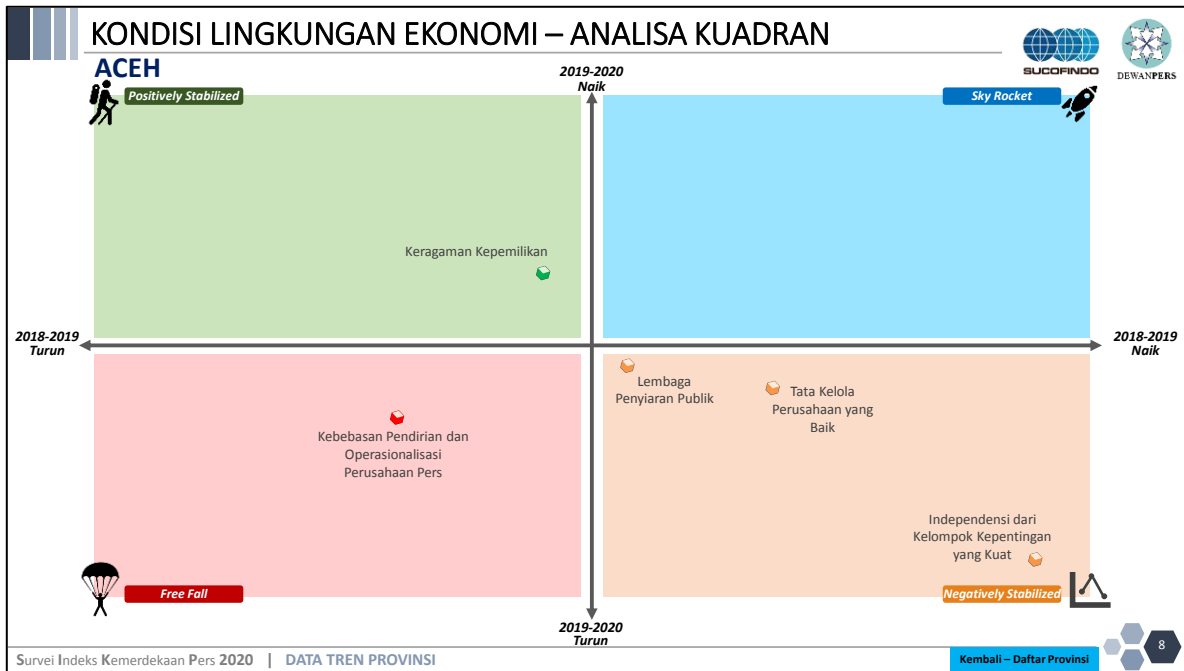 KONDISI LINGKUNGAN EKONOMI – ANALISA KUADRAN
ACEH
SUCOFINDO
DEWANPERS
2019-2020
Naik
Positively Stabilized
Sky Rocket
Keragaman Kepemilikan
2018-2019
Turun
2018-2019
Naik
Lembaga
Penyiaran Publik
Tata Kelola
Perusahaan yang
Baik
Kebebasan Pendirian dan
Operasionalisasi
Perusahaan Pers
Independensi dari
Kelompok Kepentingan
yang Kuat
Free Fall
Negatively Stabilized
2019-2020
Turun
Survei Indeks Kemerdekaan Pers 2020 | DATA TREN PROVINSI
Kembali – Daftar Provinsi
8